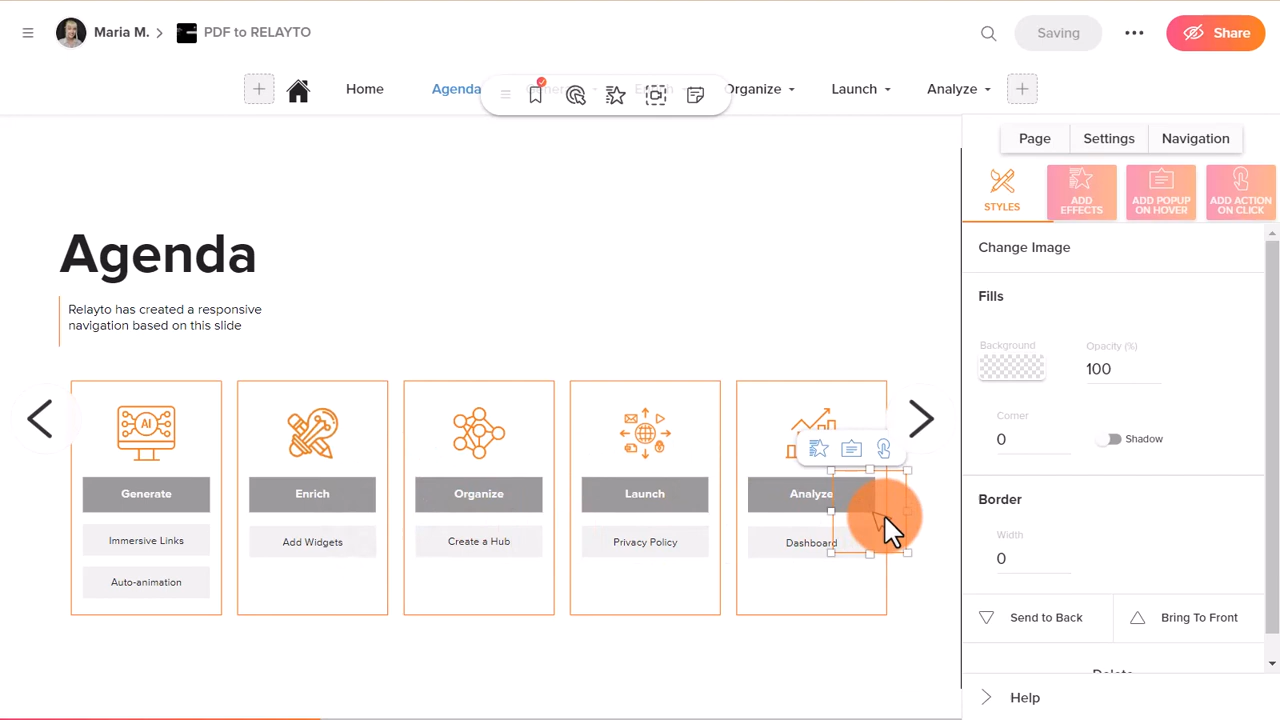 Maria M.
PDF to RELAYTO
Saving
Share
Home
Agenda
Organize
Launch
Analyze
Page
Settings
Navigation
STYLES
ADD
EFFECTS
ADD POPUP
ON HOVER
ADD ACTION
ON CLICK
Change Image
Agenda
Relayto has created a responsive
navigation based on this slide
AI
Generate
Immersive Links
Auto-animation
Enrich
Add Widgets
Organize
Create a Hub
Launch
Privacy Policy
Analyze
Dashboard
Fills
Background
Opacity (%)
100
Corner
0
Shadow
Border
Width
0
Send to Back
Bring To Front
Help